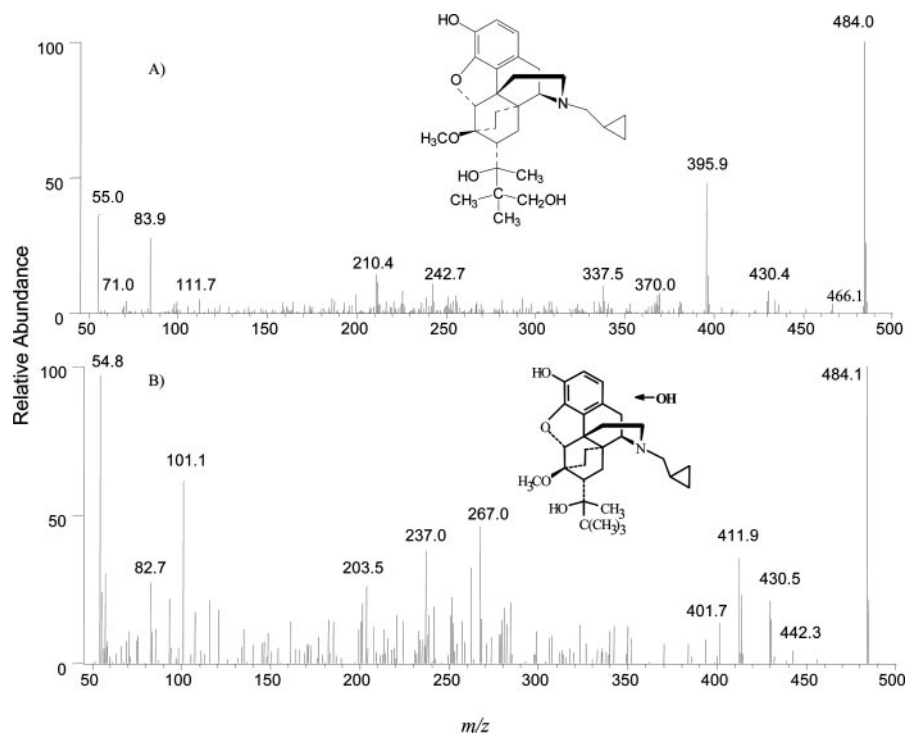 Relative Abundance
A)
100
50
0
55.0
71.0
83.9
111.7
210.4
242.7
337.5
370.0
395.9
430.4
466.1
484.0
HO
O
N
H₃CO
HO
CH₃
CH₃
C
CH₂OH
CH₃
50 100 150 200 250 300 350 400 450 500
B)
100
50
0
54.8
82.7
101.1
203.5
237.0
267.0
401.7
411.9
430.5
442.3
484.1
HO
OH
O
N
H₃CO
HO
CH₃
C(CH₃)₃
50 100 150 200 250 300 350 400 450 500
m/z